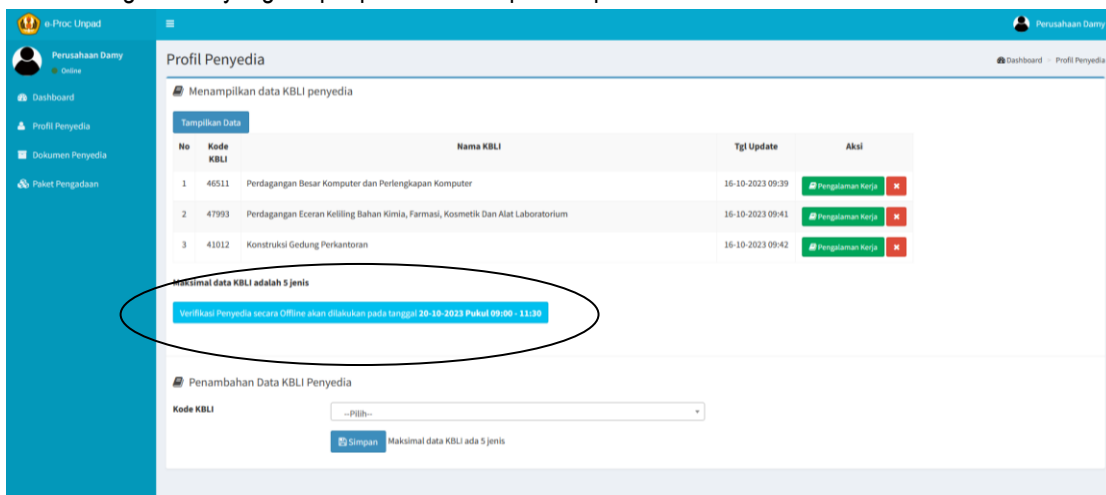 e-Proc Unpad
Perusahaan Damy
Perusahaan Damy
Online
Profil Penyedia
Dashboard
Profil Penyedia
Dashboard
Profil Penyedia
Dokumen Penyedia
Paket Pengadaan
Menampilkan data KBLI penyedia
Tampilkan Data
No Kode KBLI Nama KBLI Tgl Update Aksi
1 46511 Perdagangan Besar Komputer dan Perlengkapan Komputer 16-10-2023 09:39 Pengalaman Kerja
2 47993 Perdagangan Eceran Keliling Bahan Kimia, Farmasi, Kosmetik Dan Alat Laboratorium 16-10-2023 09:41 Pengalaman Kerja
3 41012 Konstruksi Gedung Perkantoran 16-10-2023 09:42 Pengalaman Kerja
Maksimal data KBLI adalah 5 jenis
Verifikasi Penyedia secara Offline akan dilakukan pada tanggal 20-10-2023 Pukul 09:00 - 11:30
Penambahan Data KBLI Penyedia
Kode KBLI
--Pilih--
Simpan Maksimal data KBLI ada 5 jenis